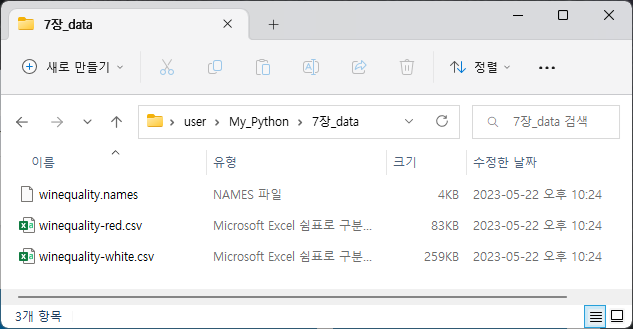 7장_data
새로 만들기
정렬
user > My_Python > 7장_data
7장_data 검색
이름 유형 크기 수정한 날짜
winequality.names NAMES 파일 4KB 2023-05-22 오후 10:24
winequality-red.csv Microsoft Excel 쉼표로 구분... 83KB 2023-05-22 오후 10:24
winequality-white.csv Microsoft Excel 쉼표로 구분... 259KB 2023-05-22 오후 10:24
3개 항목